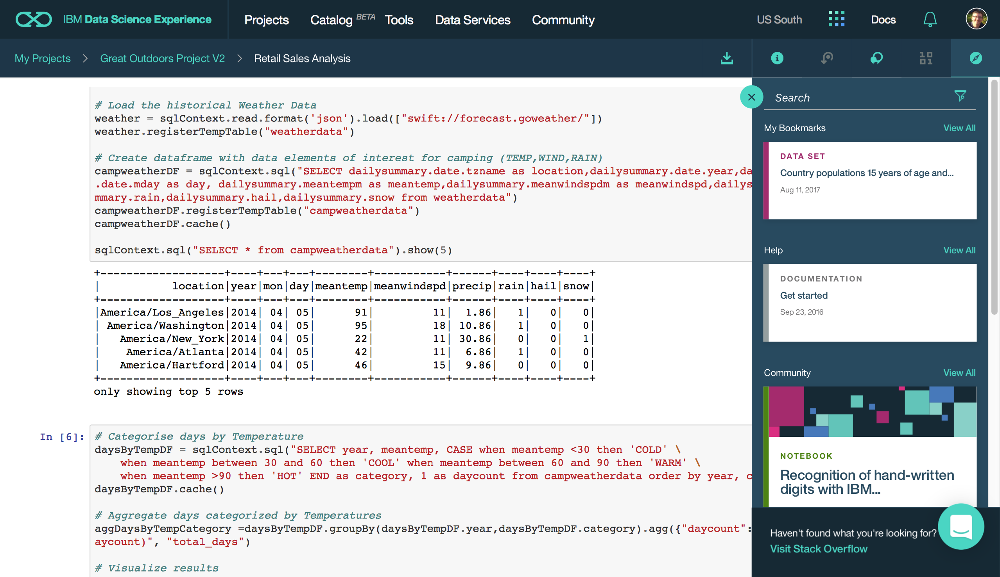 IBM Data Science Experience
Projects
Catalog BETA
Tools
Data Services
Community
US South
Docs
My Projects > Great Outdoors Project V2 > Retail Sales Analysis
# Load the historical Weather Data
weather = sqlContext.read.format('json').load(["swift://forecast.goweather/"])
weather.registerTempTable("weatherdata")
# Create dataframe with data elements of interest for camping (TEMP,WIND,RAIN)
campweatherDF = sqlContext.sql("SELECT dailysummary.date.tzname as location,dailysummary.date.year,da
.date.mday as day, dailysummary.meantempm as meantemp,dailysummary.meanwindspdm as meanwindspd,dailys
mmary.rain,dailysummary.hail,dailysummary.snow from weatherdata")
campweatherDF.registerTempTable("campweatherdata")
campweatherDF.cache()
sqlContext.sql("SELECT * from campweatherdata").show(5)
+-------------------+----+---+---+--------+-----------+------+----+----+----+
|           location|year|mon|day|meantemp|meanwindspd|precip|rain|hail|snow|
+-------------------+----+---+---+--------+-----------+------+----+----+----+
|America/Los_Angeles|2014| 04| 05|      91|         11|  1.86|   1|   0|   0|
| America/Washington|2014| 04| 05|      95|         18| 10.86|   1|   0|   0|
|   America/New_York|2014| 04| 05|      22|         11| 30.86|   0|   0|   1|
|    America/Atlanta|2014| 04| 05|      42|         11|  6.86|   1|   0|   0|
|   America/Hartford|2014| 04| 05|      46|         15|  9.86|   0|   0|   0|
+-------------------+----+---+---+--------+-----------+------+----+----+----+
only showing top 5 rows
In [6]:
# Categorise days by Temperature
daysByTempDF = sqlContext.sql("SELECT year, meantemp, CASE when meantemp <30 then 'COLD' \
when meantemp between 30 and 60 then 'COOL' when meantemp between 60 and 90 then 'WARM' \
when meantemp >90 then 'HOT' END as category, 1 as daycount from campweatherdata order by year, c
daysByTempDF.cache()
# Aggregate days categorized by Temperatures
aggDaysByTempCategory =daysByTempDF.groupBy(daysByTempDF.year,daysByTempDF.category).agg({"daycount":
aycount)", "total_days")
# Visualize results
Search
My Bookmarks
View All
DATA SET
Country populations 15 years of age and...
Aug 11, 2017
Help
View All
DOCUMENTATION
Get started
Sep 23, 2016
Community
View All
NOTEBOOK
Recognition of hand-written
digits with IBM...
Haven't found what you're looking for?
Visit Stack Overflow